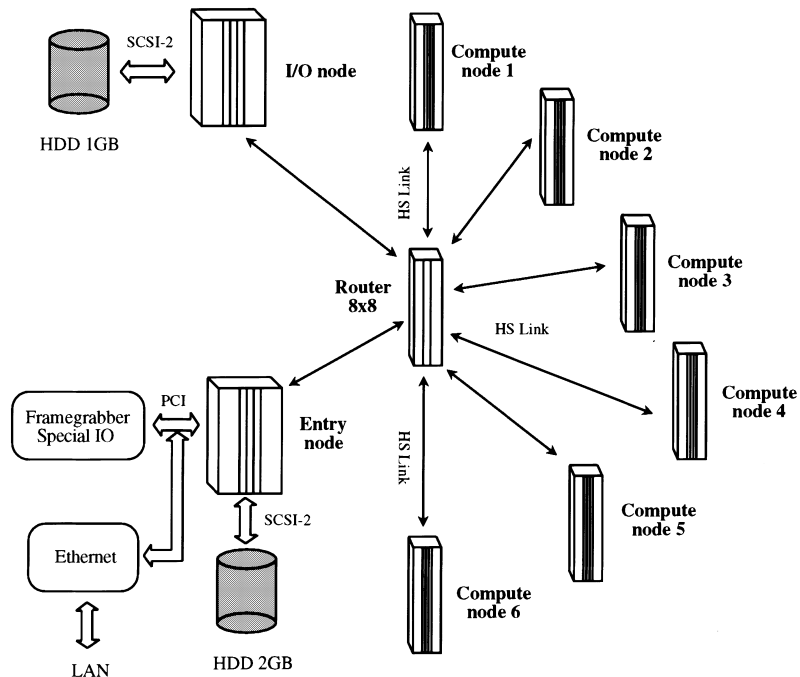 SCSI-2
I/O node
HDD 1GB
Compute
node 1
Compute
node 2
HS Link
Router
8x8
Compute
node 3
HS Link
Compute
node 4
PCI
Framegrabber
Special IO
Entry
node
HS Link
SCSI-2
Compute
node 5
Ethernet
Compute
node 6
HDD 2GB
LAN